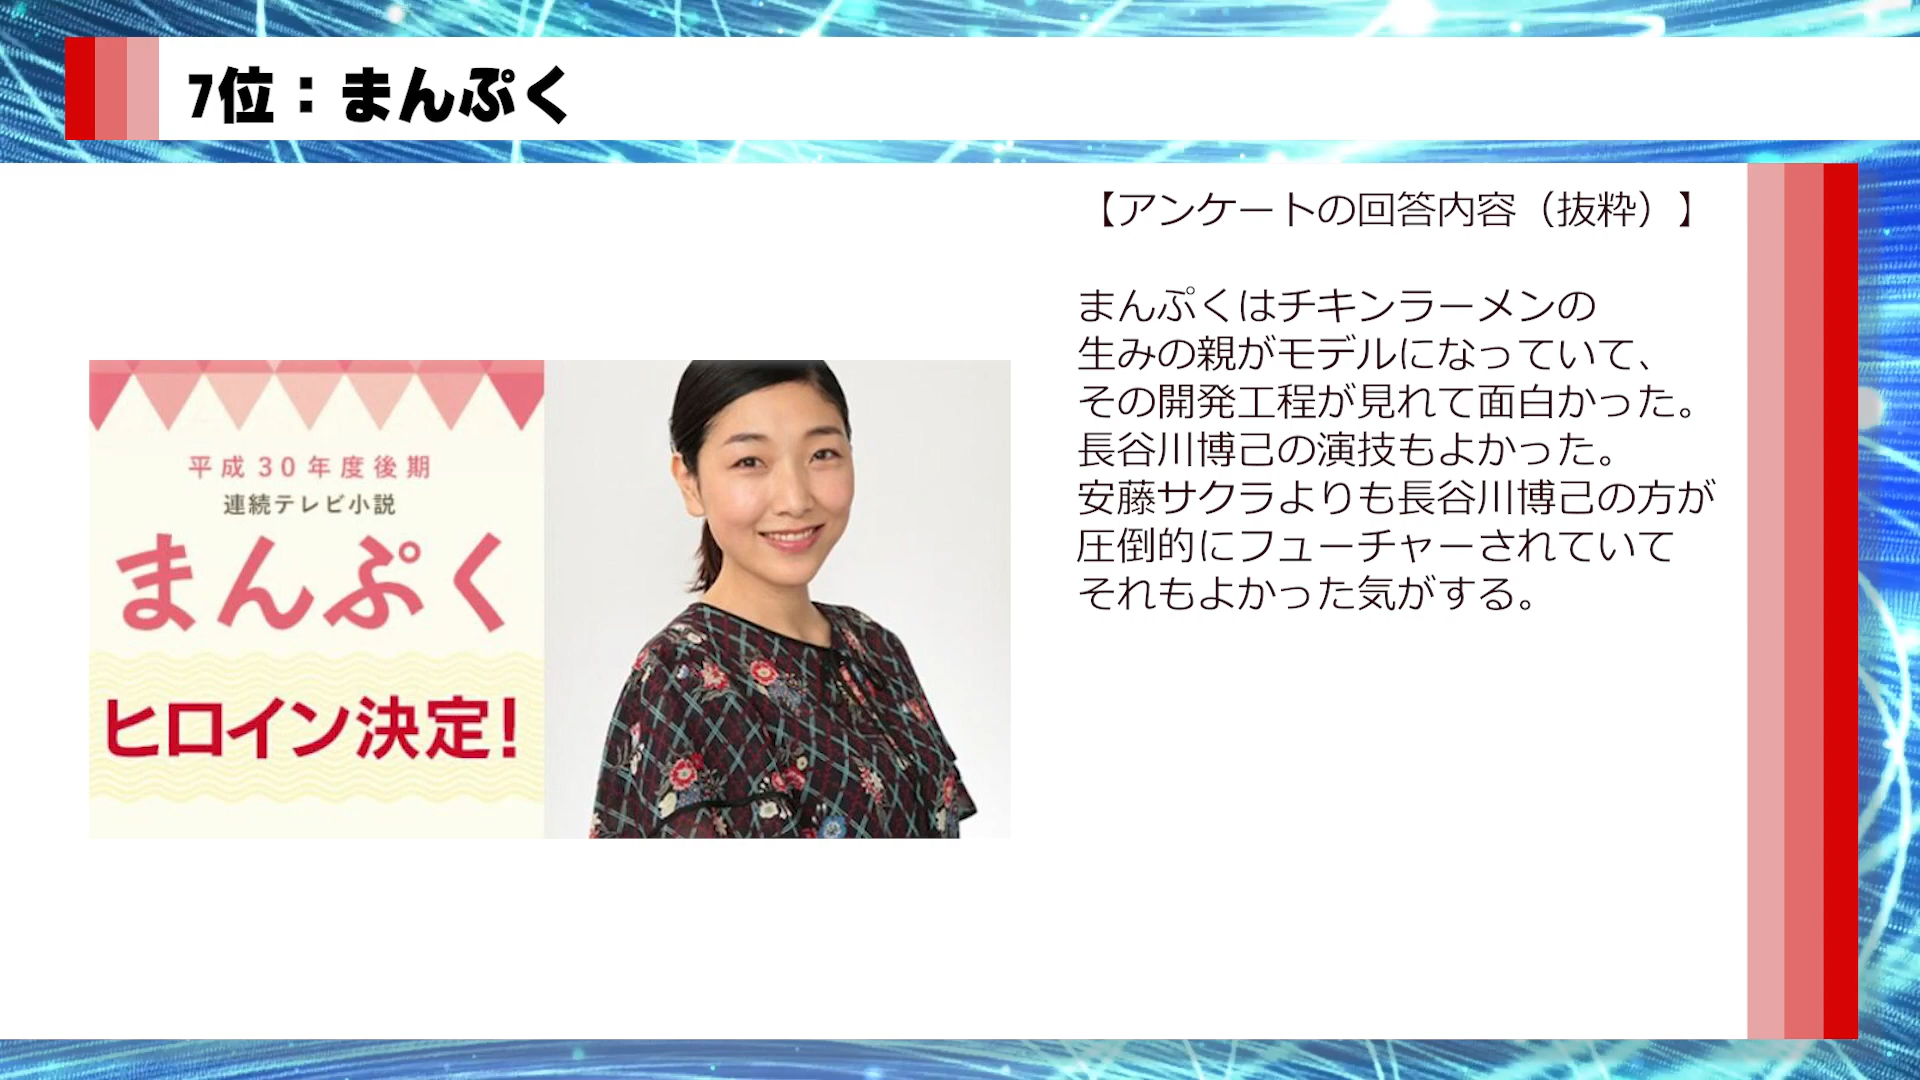 7位：まんぷく
【アンケートの回答内容（抜粋）】
まんぷくはチキンラーメンの
生みの親がモデルになっていて、
その開発工程が見れて面白かった。
長谷川博己の演技もよかった。
安藤サクラよりも長谷川博己の方が
圧倒的にフューチャーされていて
それもよかった気がする。
平成30年度後期
連続テレビ小説
まんぷく
ヒロイン決定!